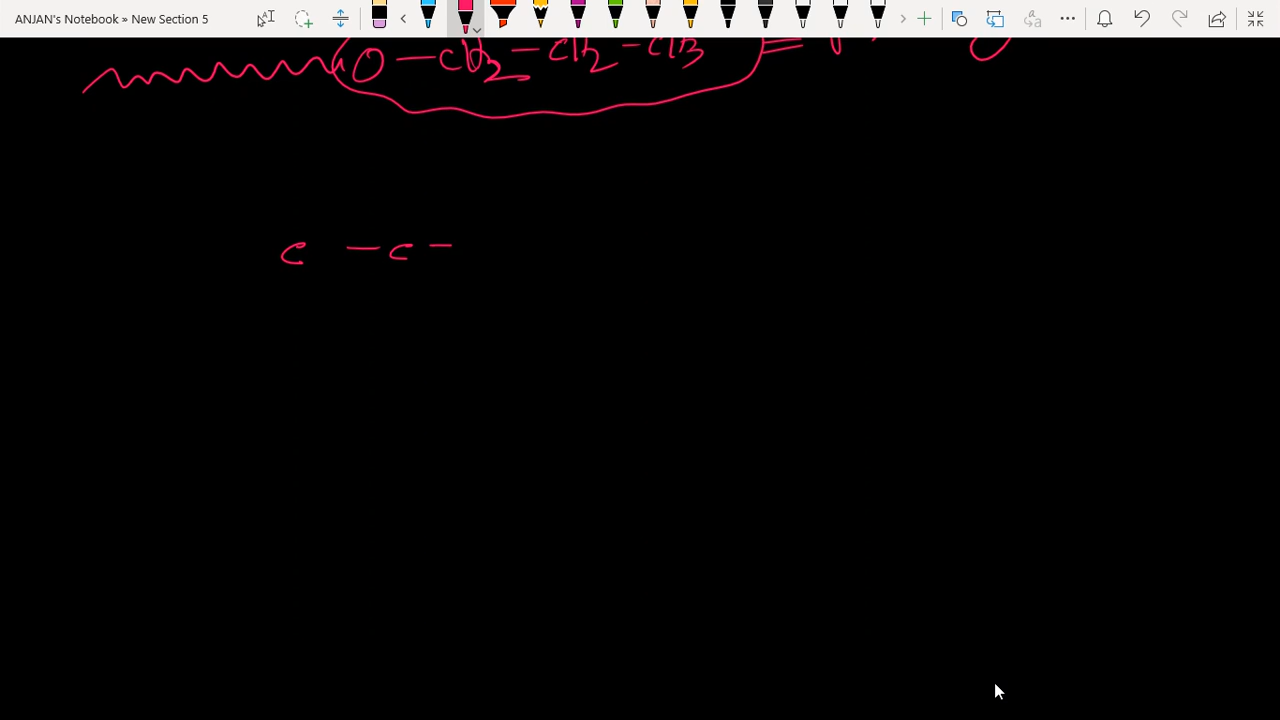 ANJAN's Notebook » New Section 5
O-CH2-CH2-CH3 =
c -c-